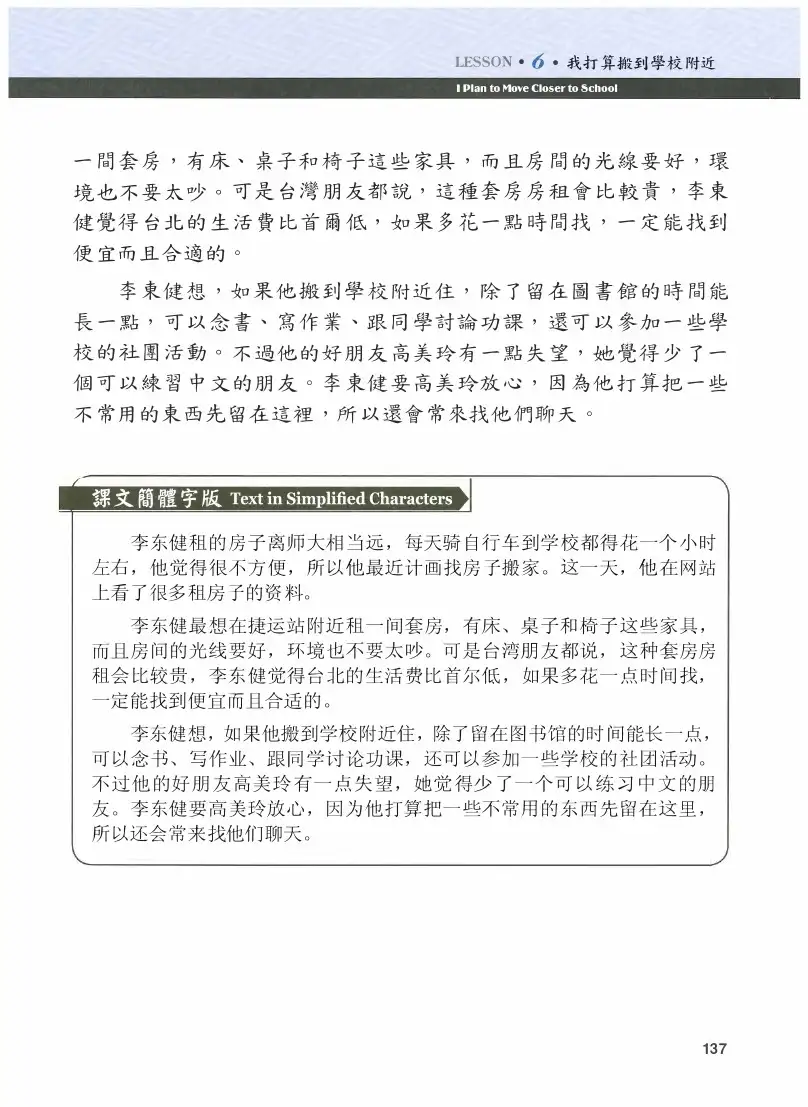 LESSON • 6 • 我打算搬到學校附近
I Plan to Move Closer to School
一間套房，有床、桌子和椅子這些家具，而且房間的光線要好，環
境也不要太吵。可是台灣朋友都說，這種套房房租會比較貴，李東
健覺得台北的生活費比首爾低，如果多花一點時間找，一定能找到
便宜而且合適的。
李東健想，如果他搬到學校附近住，除了留在圖書館的時間能
長一點，可以念書、寫作業、跟同學討論功課，還可以參加一些學
校的社團活動。不過他的好朋友高美玲有一點失望，她覺得少了一
個可以練習中文的朋友。李東健要高美玲放心，因為他打算把一些
不常用的東西先留在這裡，所以還會常來找他們聊天。
課文簡體字版 Text in Simplified Characters
李东健租的房子离师大相当远，每天骑自行车到学校都得花一个小时
左右，他觉得很不方便，所以他最近计画找房子搬家。这一天，他在网站
上看了很多租房子的资料。
李东健最想在捷运站附近租一间套房，有床、桌子和椅子这些家具，
而且房间的光线要好，环境也不要太吵。可是台湾朋友都说，这种套房房
租会比较贵，李东健觉得台北的生活费比首尔低，如果多花一点时间找，
一定能找到便宜而且合适的。
李东健想，如果他搬到学校附近住，除了留在图书馆的时间能长一点，
可以念书、写作业、跟同学讨论功课，还可以参加一些学校的社团活动。
不过他的好朋友高美玲有一点失望，她觉得少了一个可以练习中文的朋
友。李东健要高美玲放心，因为他打算把一些不常用的东西先留在这里，
所以还会常来找他们聊天。
137